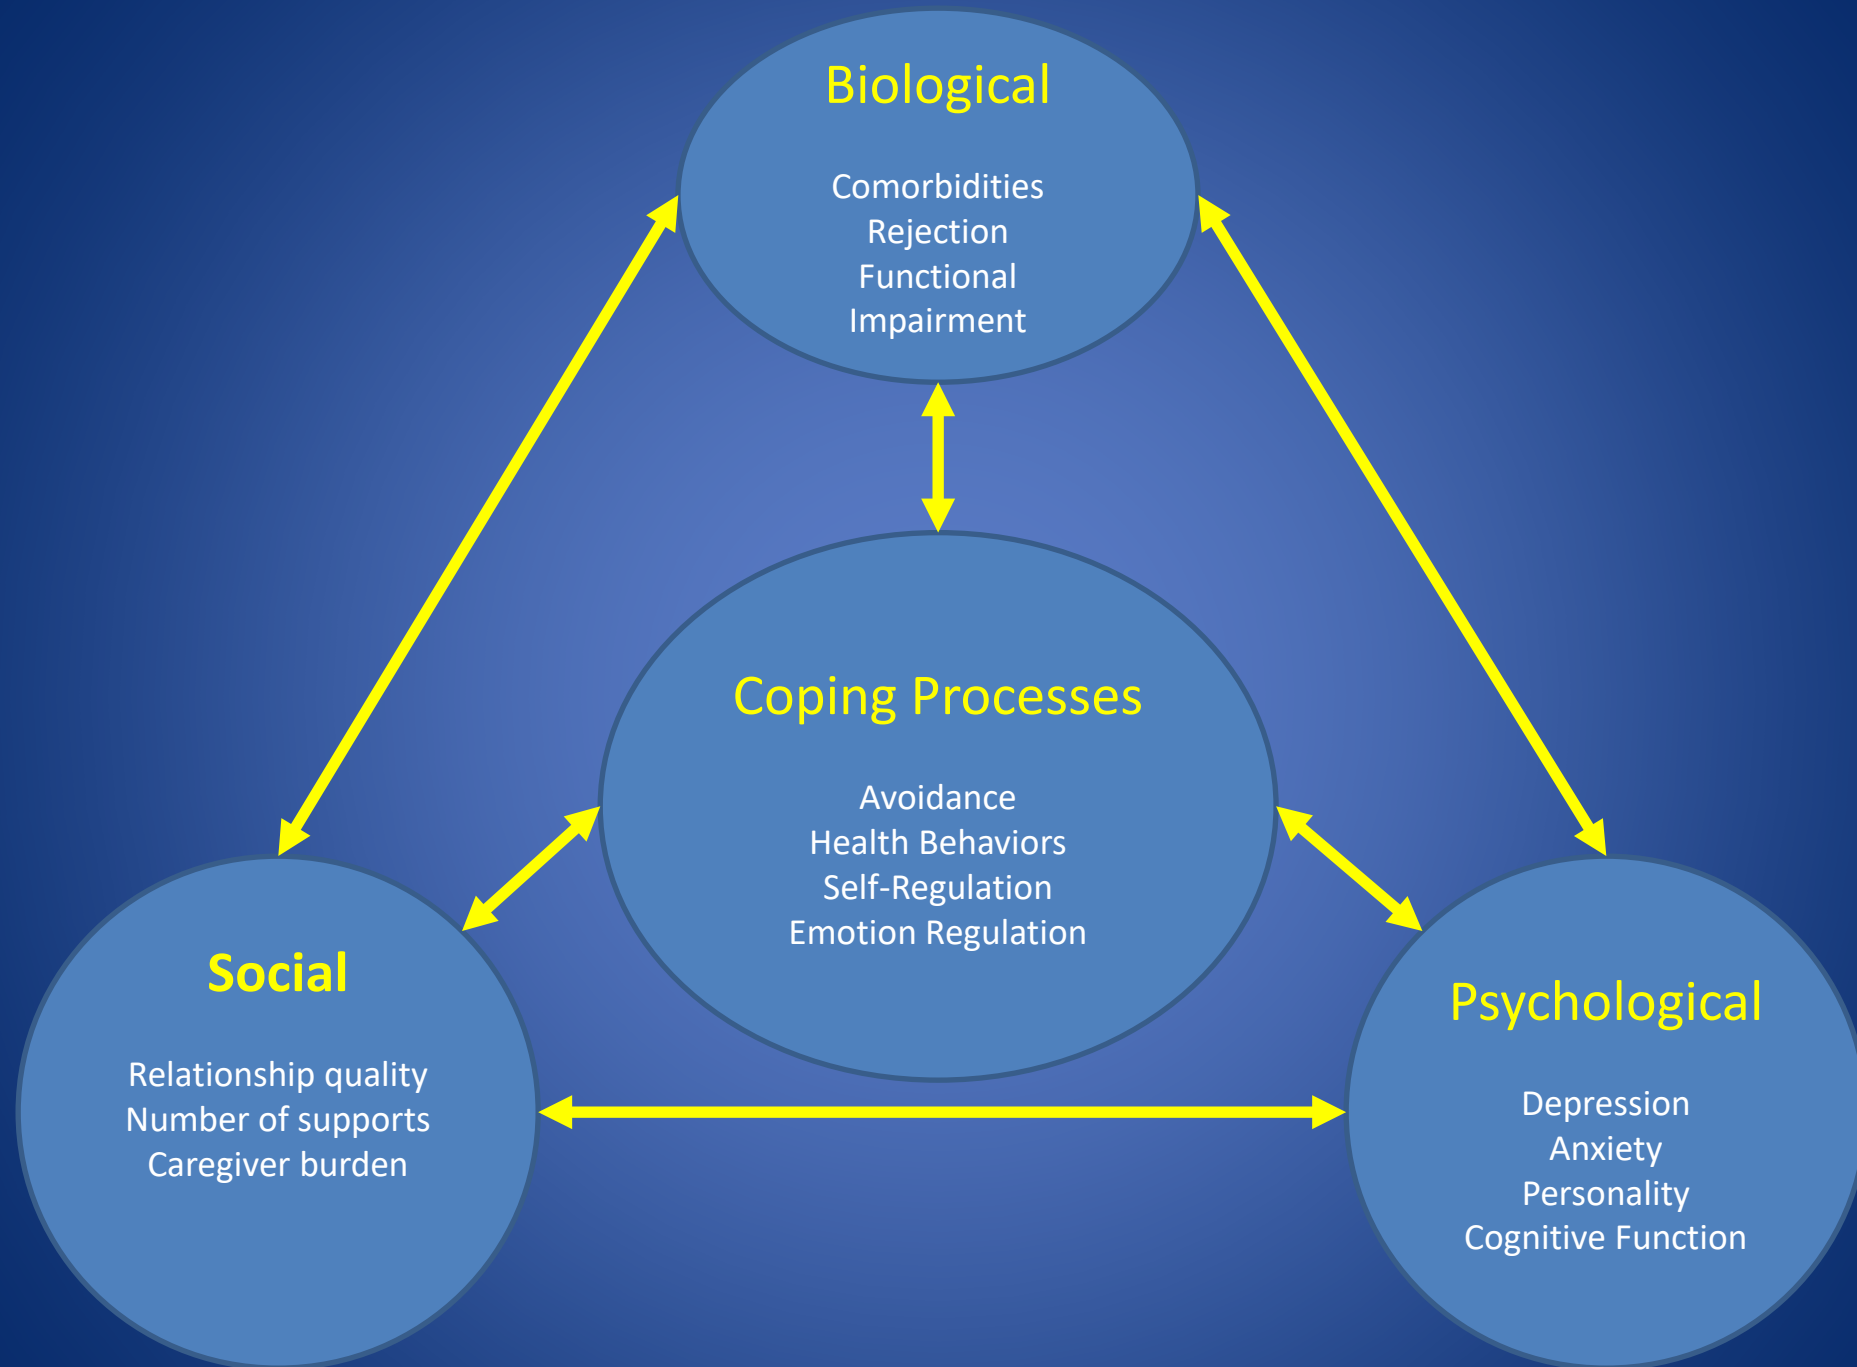 Biological
Comorbidities
Rejection
Functional
Impairment
Coping Processes
Avoidance
Health Behaviors
Self-Regulation
Emotion Regulation
Social
Relationship quality
Number of supports
Caregiver burden
Psychological
Depression
Anxiety
Personality
Cognitive Function